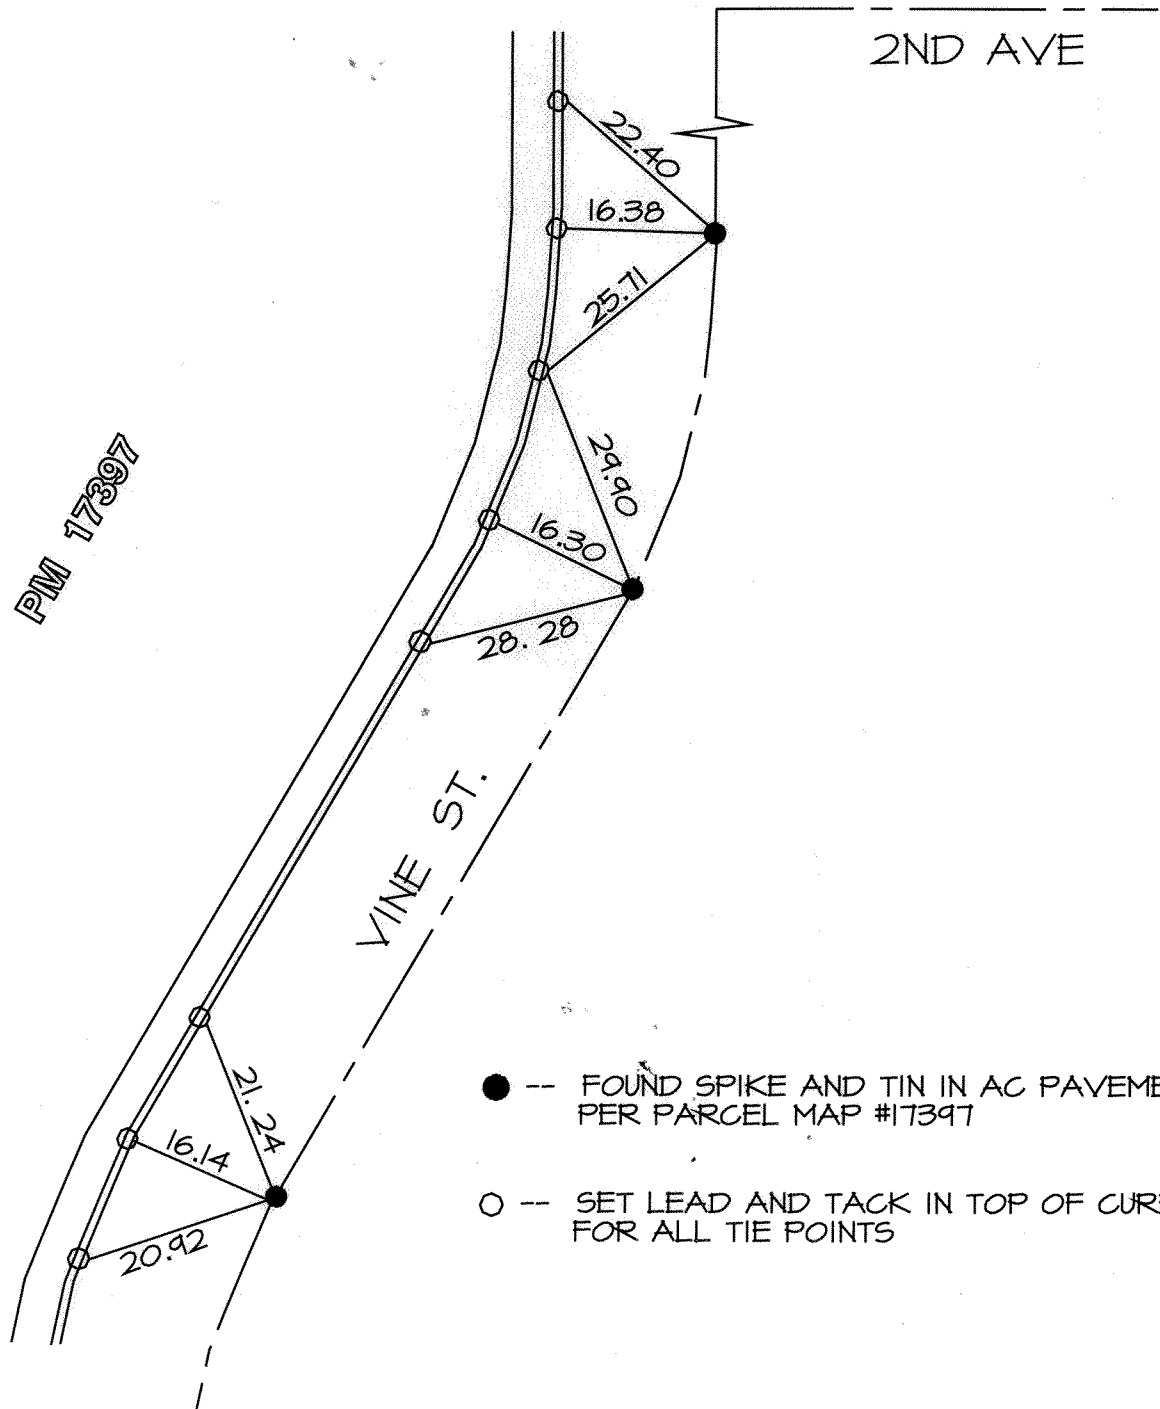 2ND AVE
22.40
16.38
25.71
29.90
16.30
28. 28
PM 17397
VINE ST.
21. 24
16.14
20.92
-- FOUND SPIKE AND TIN IN AC PAVEME
PER PARCEL MAP #17397
-- SET LEAD AND TACK IN TOP OF CUR
FOR ALL TIE POINTS